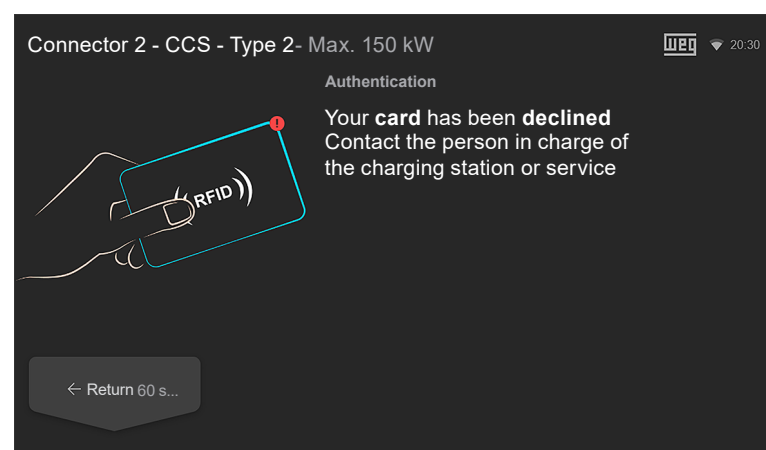 Connector 2 - CCS - Type 2- Max. 150 kW
weg 20:30
Authentication
Your card has been declined
Contact the person in charge of
the charging station or service
RFID
Return 60 s...